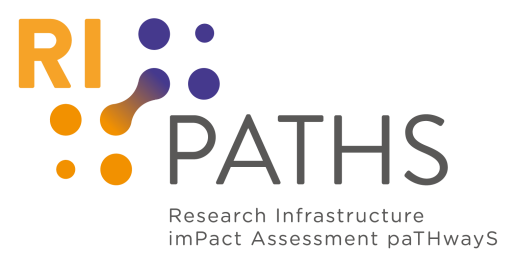 RI
PATHS
Research Infrastructure
imPact Assessment paTHwayS